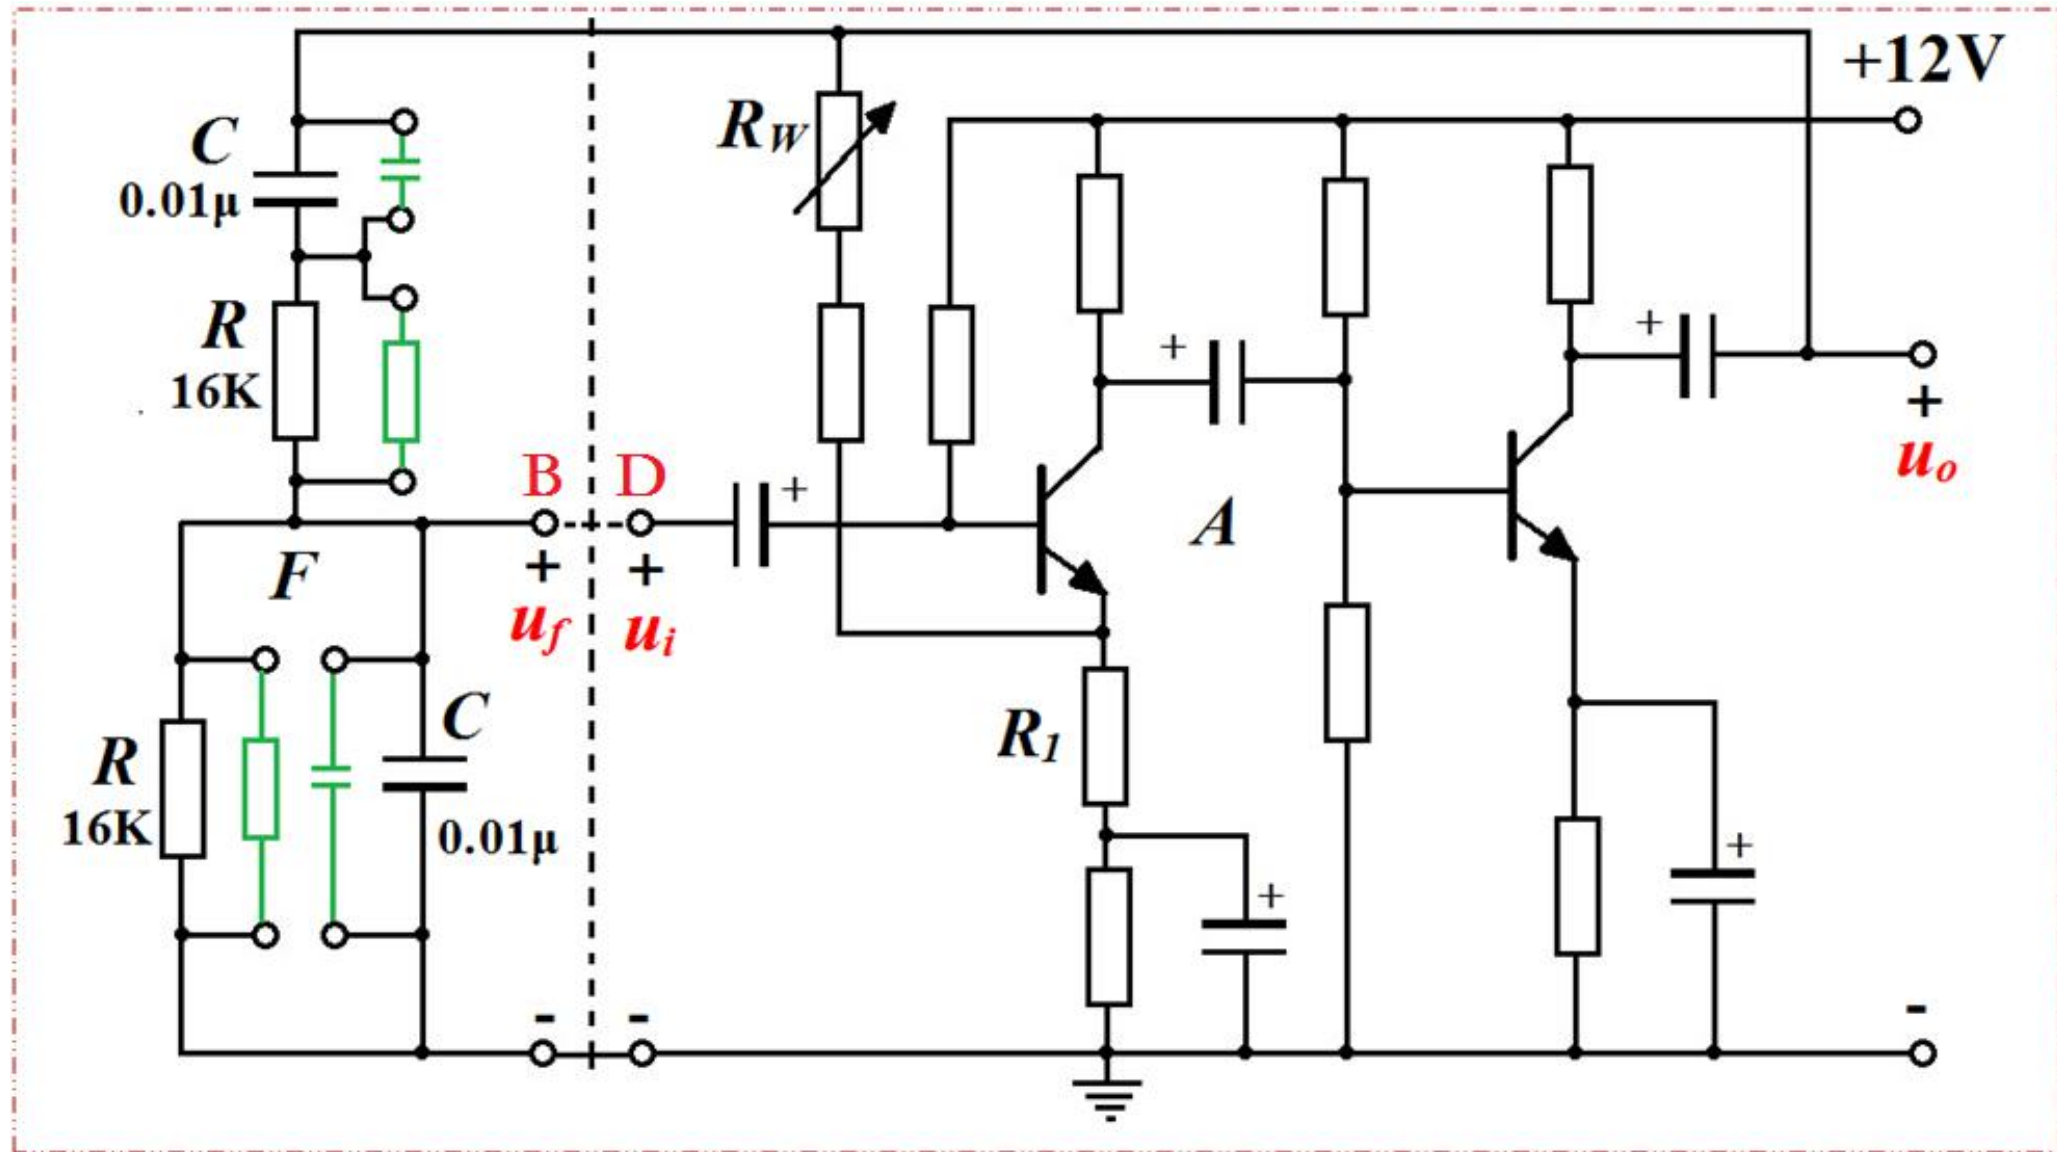 +12V
R_W
C
0.01μ
R
16K
+
+
+
u_o
B
D
+
A
F
+
+
u_f
u_i
R_1
C
R
16K
0.01μ
+
+
-
-
-